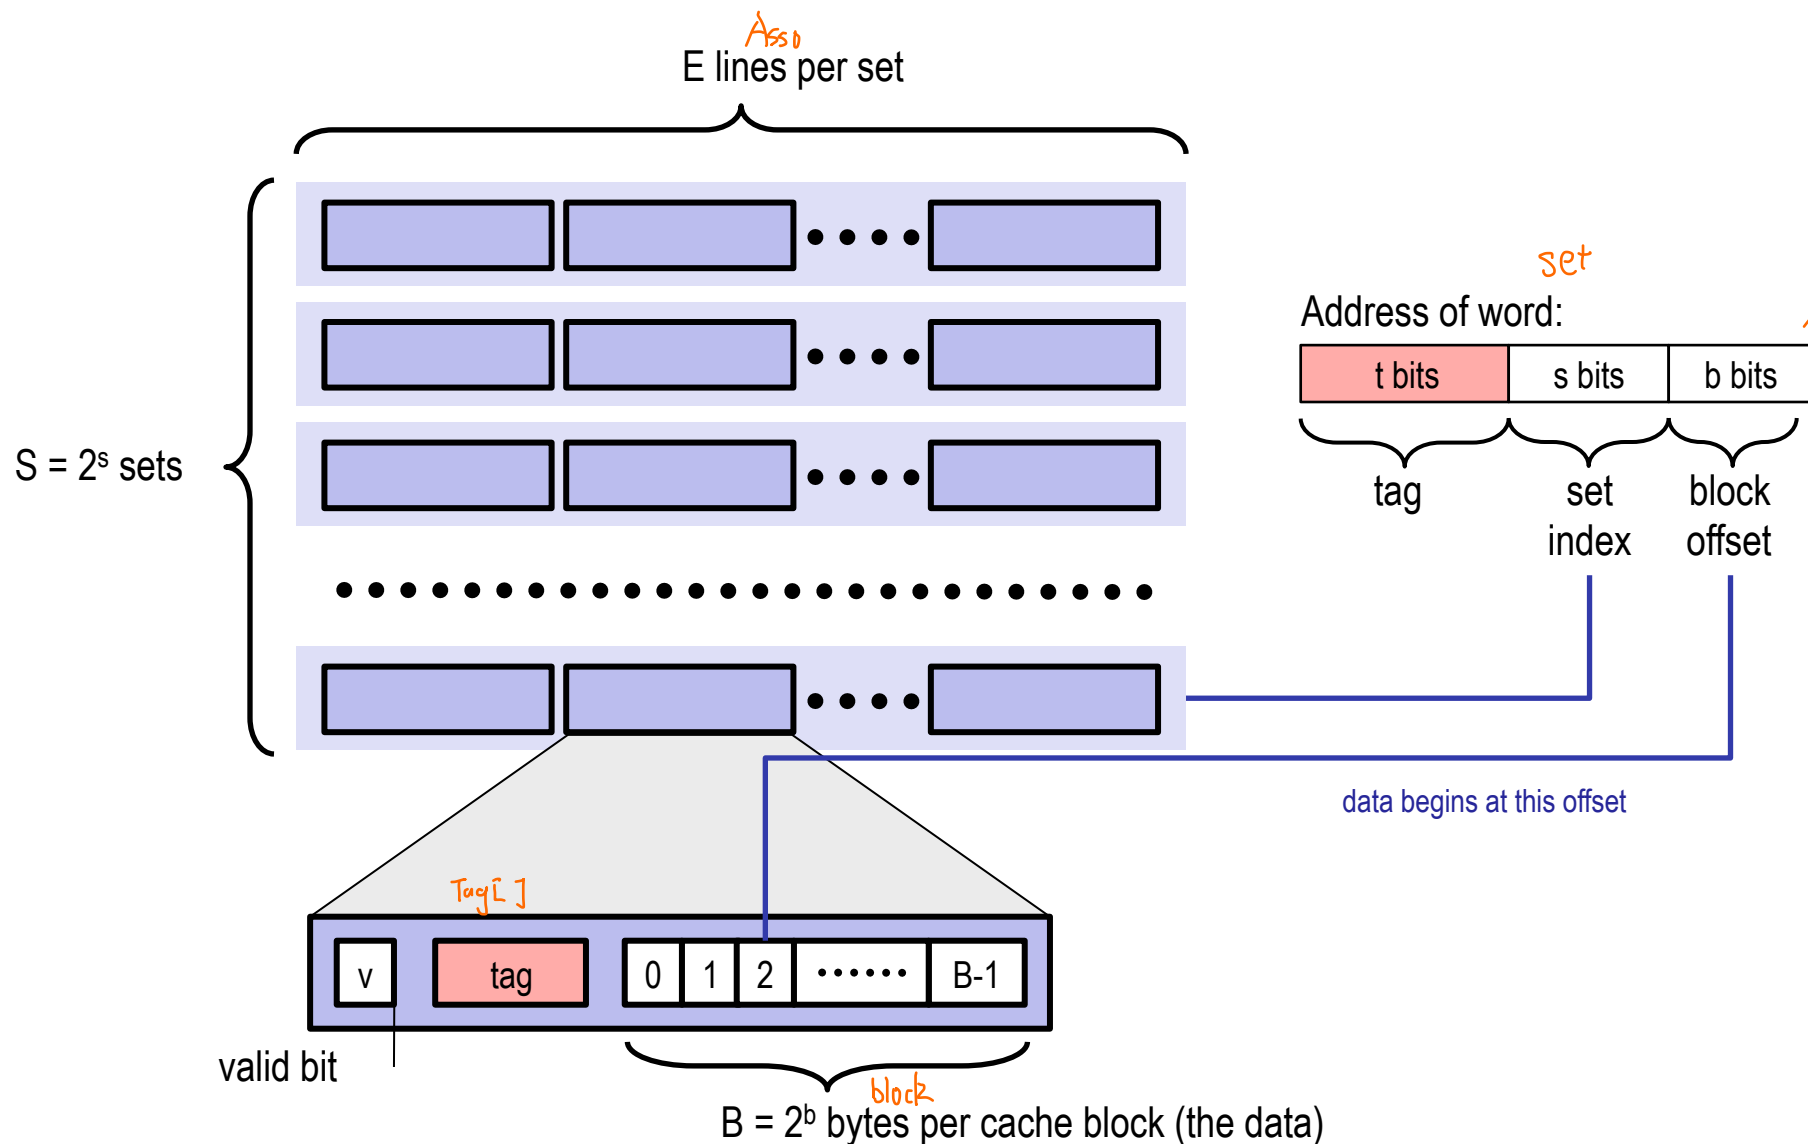 Asso
E lines per set
S = 2ˢ sets
set
Address of word:
t bits s bits b bits
tag set index block offset
data begins at this offset
Tag[ ]
v tag 0 1 2 •••••• B-1
valid bit
block
B = 2ᵇ bytes per cache block (the data)